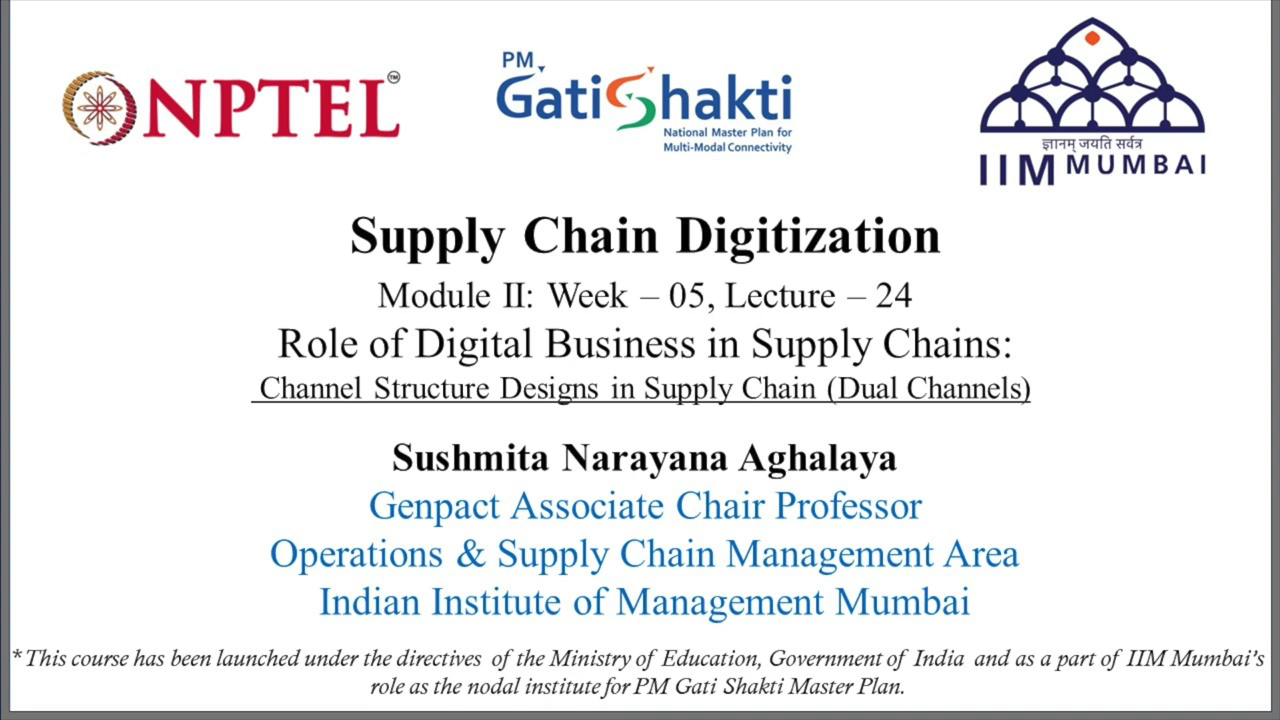 NPTEL™
PM
GatiShakti
National Master Plan for
Multi-Modal Connectivity
ज्ञानम् जयति सर्वत्र
IIM MUMBAI
Supply Chain Digitization
Module II: Week – 05, Lecture – 24
Role of Digital Business in Supply Chains:
Channel Structure Designs in Supply Chain (Dual Channels)
Sushmita Narayana Aghalaya
Genpact Associate Chair Professor
Operations & Supply Chain Management Area
Indian Institute of Management Mumbai
*This course has been launched under the directives of the Ministry of Education, Government of India and as a part of IIM Mumbai’s
role as the nodal institute for PM Gati Shakti Master Plan.